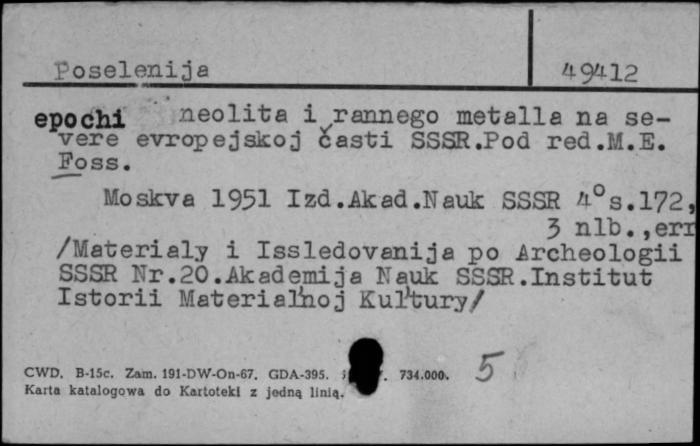 Poselenija
49412
epochi neolita i rannego metalla na se-
vere evropejskoj časti SSSR.Pod red.M.E.
Foss.
Moskva 1951 Izd.Akad.Nauk SSSR 4°s.172,
3 nlb.,err
/Materialy i Issledovanija po Archeologii
SSSR Nr.20.Akademija Nauk SSSR.Institut
Istorii Material'noj Kul'tury/
5
CWD. B-15c. Zam. 191-DW-On-67. GDA-395. 734.000.
Karta katalogowa do Kartoteki z jedną linią.